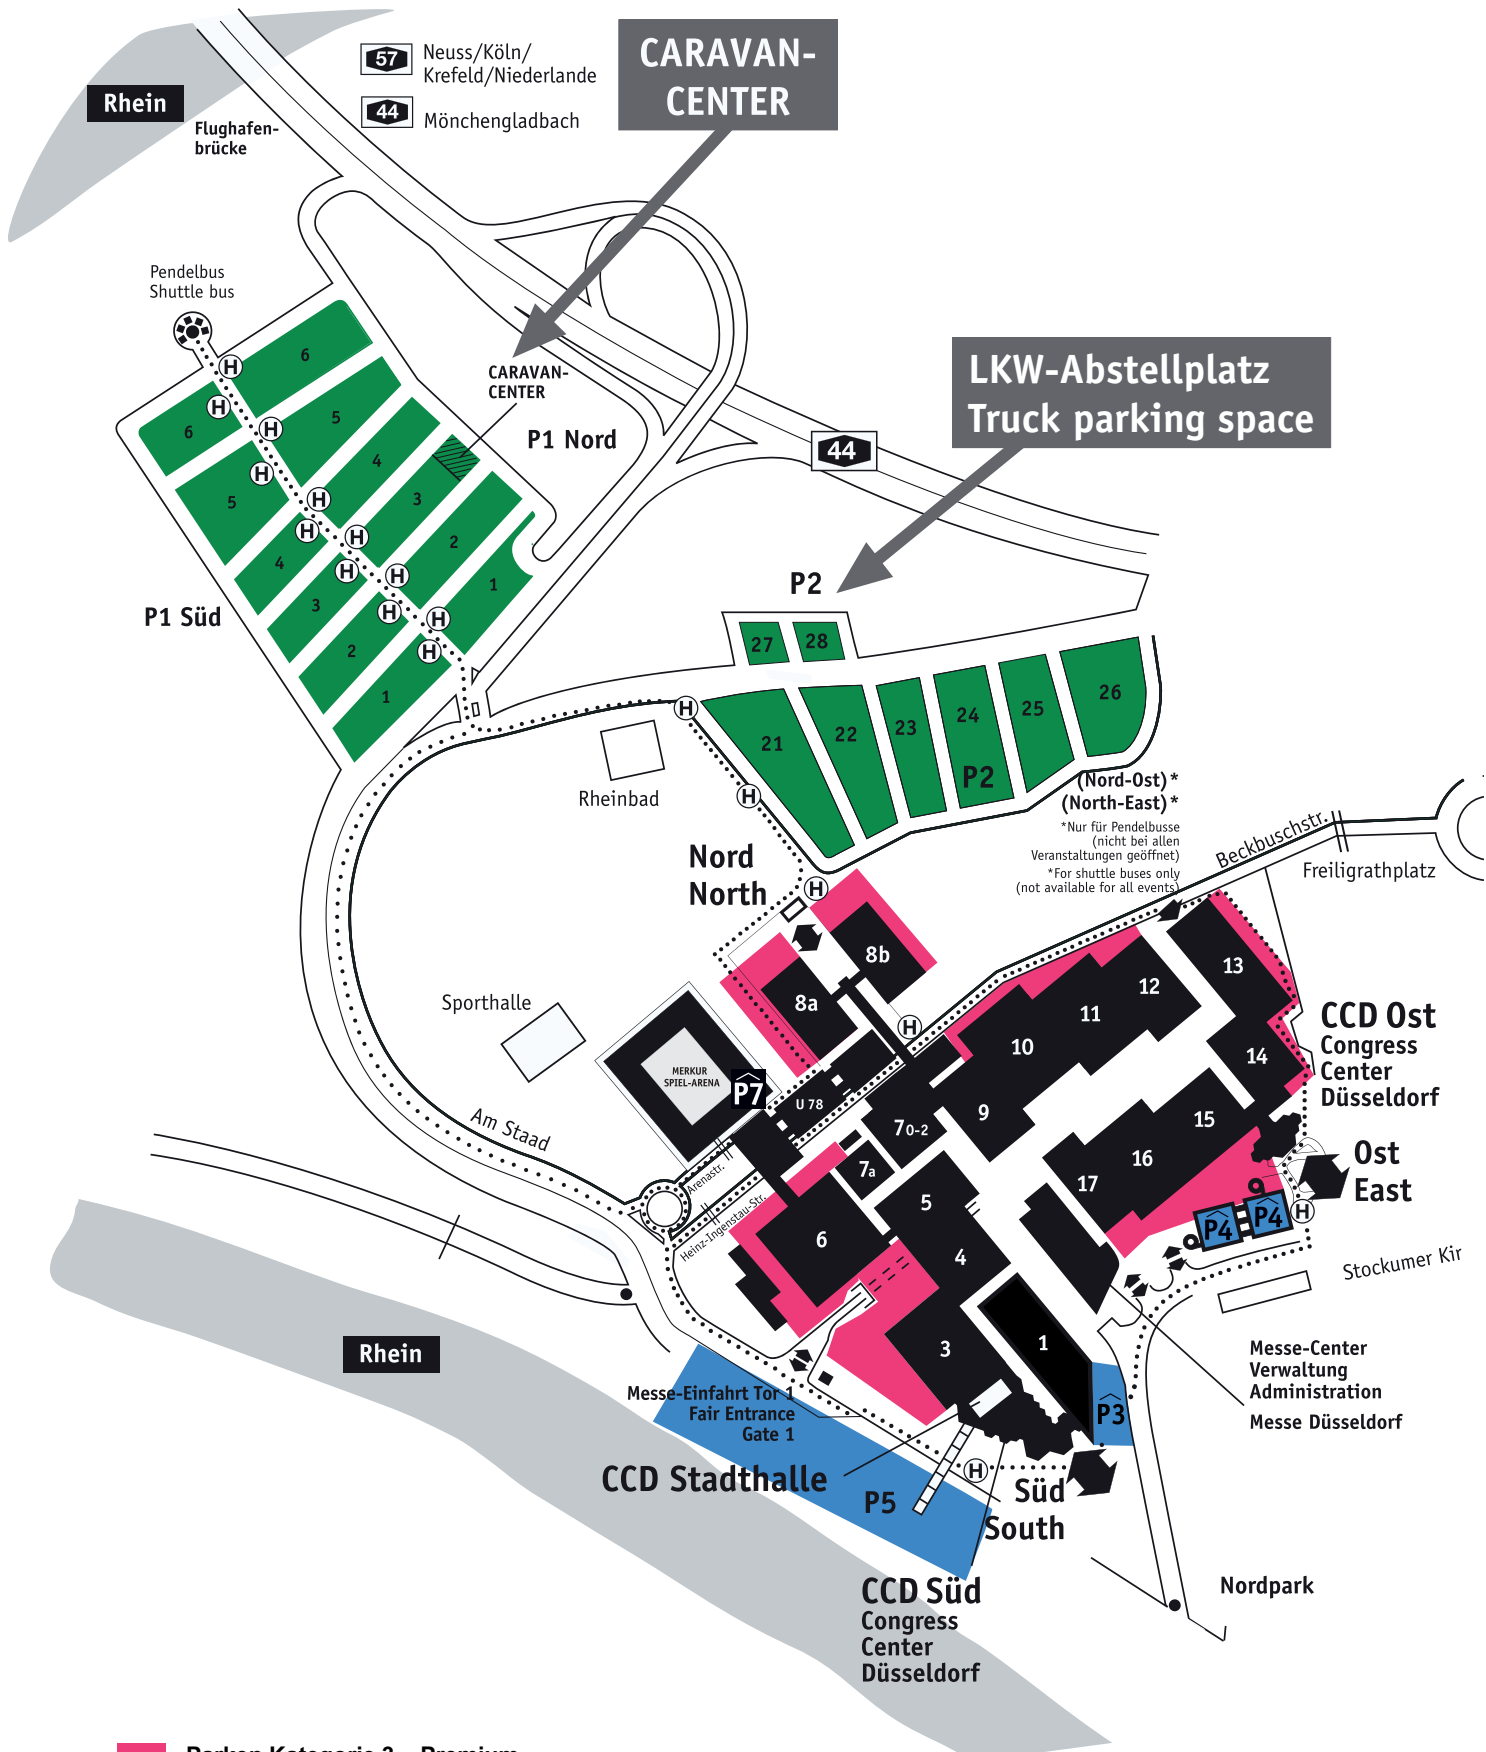 57
Neuss/Köln/
Krefeld/Niederlande
44
Mönchengladbach
CARAVAN-
CENTER
Rhein
Flughafen-
brücke
Pendelbus
Shuttle bus
LKW-Abstellplatz
Truck parking space
CARAVAN-
CENTER
P1 Nord
44
6
6
5
5
4
4
3
3
2
2
1
1
H
H
H
H
H
H
H
H
H
H
H
H
P1 Süd
P2
27
28
21
22
23
24
25
26
P2
H
H
H
Rheinbad
(Nord-Ost)*
(North-East)*
*Nur für Pendelbusse
(nicht bei allen
Veranstaltungen geöffnet)
*For shuttle buses only
(not available for all events)
Beckbuschstr.
Freiligrathplatz
Nord
North
8b
8a
13
12
11
10
H
Sporthalle
MERKUR
SPIEL-ARENA
P7
U 78
CCD Ost
Congress
Center
Düsseldorf
14
15
16
17
9
70-2
7a
Am Staad
Arenastr.
Heinz-Ingenstau-Str.
Ost
East
P4
P4
H
5
6
4
3
1
Stockumer Kir
Rhein
Messe-Center
Verwaltung
Administration
Messe Düsseldorf
Messe-Einfahrt Tor 1
Fair Entrance
Gate 1
P3
CCD Stadthalle
P5
H
Süd
South
CCD Süd
Congress
Center
Düsseldorf
Nordpark
Parken Kategorie 3 – Premium